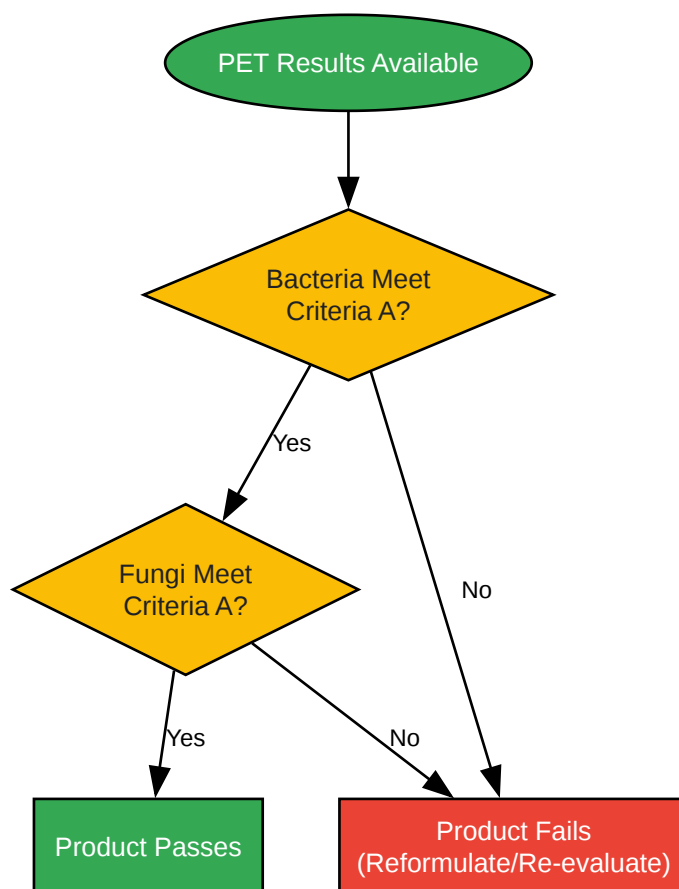 PET Results Available
Bacteria Meet
Criteria A?
Yes
Fungi Meet
Criteria A?
No
Yes
No
Product Passes
Product Fails
(Reformulate/Re-evaluate)